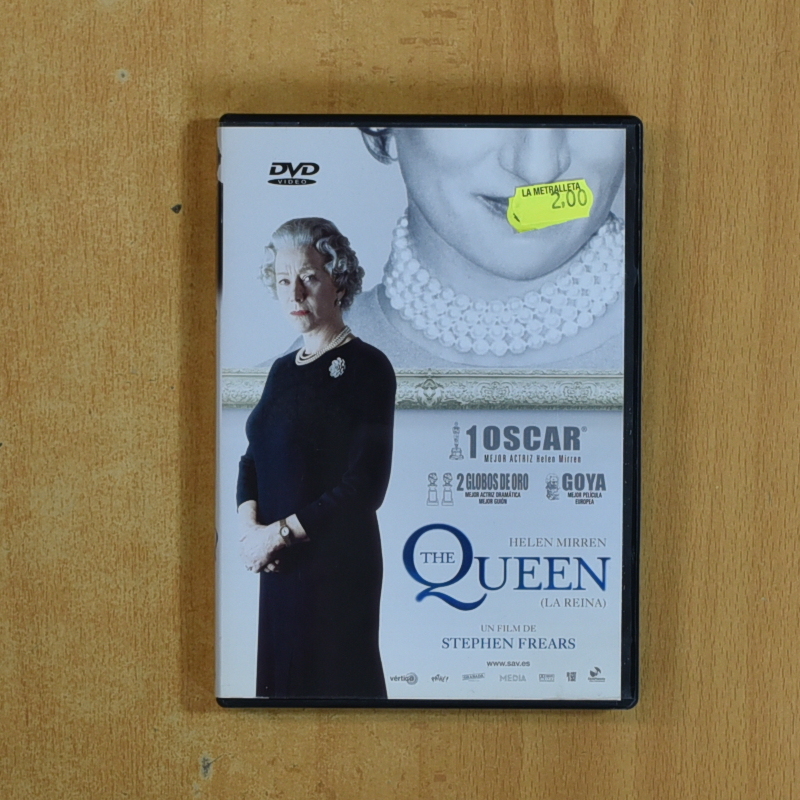 DVD
VIDEO
LA METRALLETA
2,00
1 OSCAR®
MEJOR ACTRIZ Helen Mirren
2 GLOBOS DE ORO
MEJOR ACTRIZ DRAMÁTICA
MEJOR GUIÓN
GOYA
MEJOR PELÍCULA
EUROPEA
HELEN MIRREN
THE QUEEN
(LA REINA)
UN FILM DE
STEPHEN FREARS
www.sav.es
vértigo
MEDIA